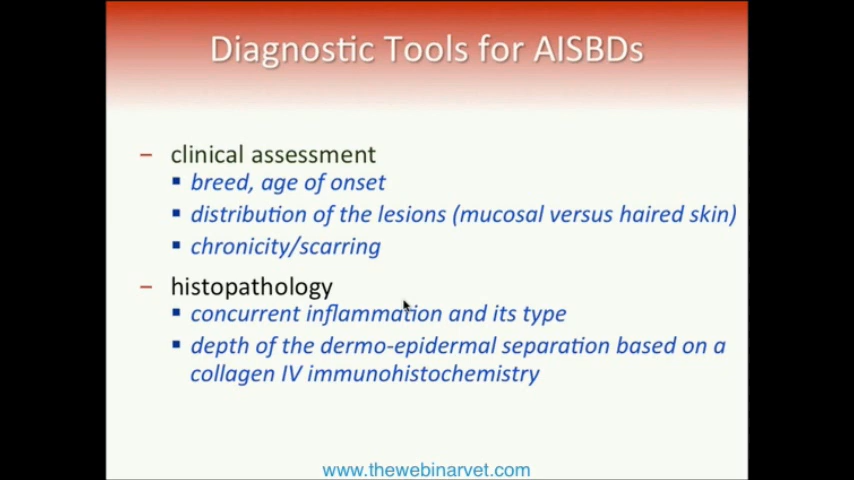 Diagnostic Tools for AISBDs
– clinical assessment
▪ breed, age of onset
▪ distribution of the lesions (mucosal versus haired skin)
▪ chronicity/scarring
– histopathology
▪ concurrent inflammation and its type
▪ depth of the dermo-epidermal separation based on a
collagen IV immunohistochemistry
www.thewebinarvet.com